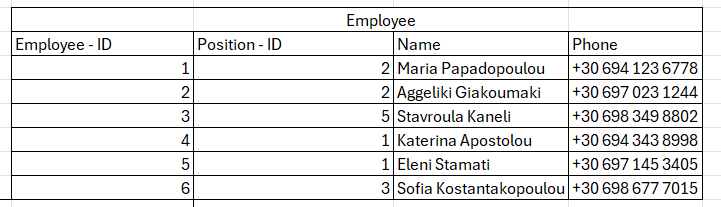 Employee
Employee - ID Position - ID Name Phone
1 2 Maria Papadopoulou +30 694 123 6778
2 2 Aggeliki Giakoumaki +30 697 023 1244
3 5 Stavroula Kaneli +30 698 349 8802
4 1 Katerina Apostolou +30 694 343 8998
5 1 Eleni Stamati +30 697 145 3405
6 3 Sofia Kostantakopoulou +30 698 677 7015